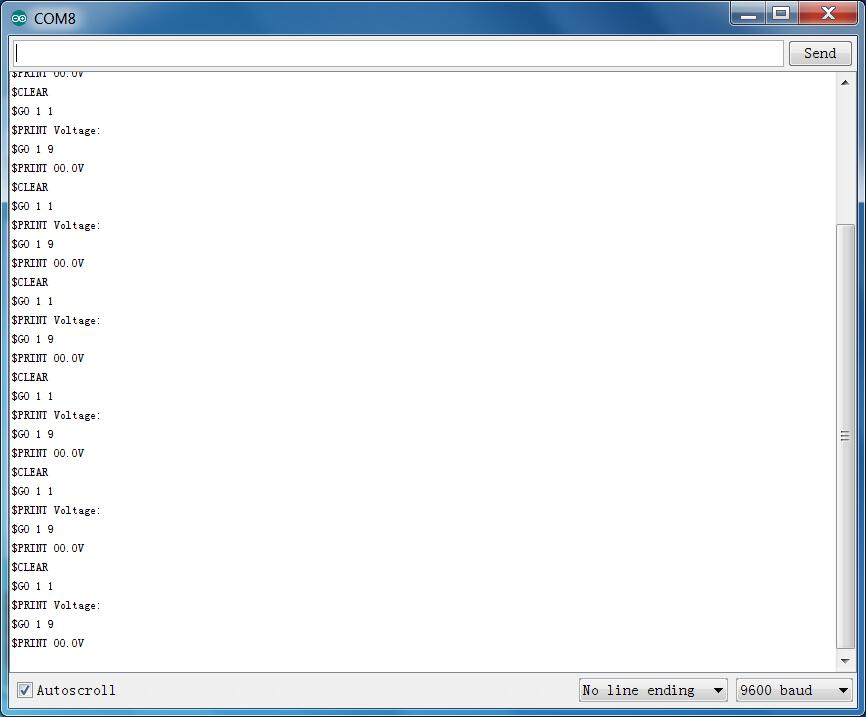 COM8
Send
$PRINT 00.0V
$CLEAR
$GO 1 1
$PRINT Voltage:
$GO 1 9
$PRINT 00.0V
$CLEAR
$GO 1 1
$PRINT Voltage:
$GO 1 9
$PRINT 00.0V
$CLEAR
$GO 1 1
$PRINT Voltage:
$GO 1 9
$PRINT 00.0V
$CLEAR
$GO 1 1
$PRINT Voltage:
$GO 1 9
$PRINT 00.0V
$CLEAR
$GO 1 1
$PRINT Voltage:
$GO 1 9
$PRINT 00.0V
$CLEAR
$GO 1 1
$PRINT Voltage:
$GO 1 9
$PRINT 00.0V
Autoscroll
No line ending
9600 baud